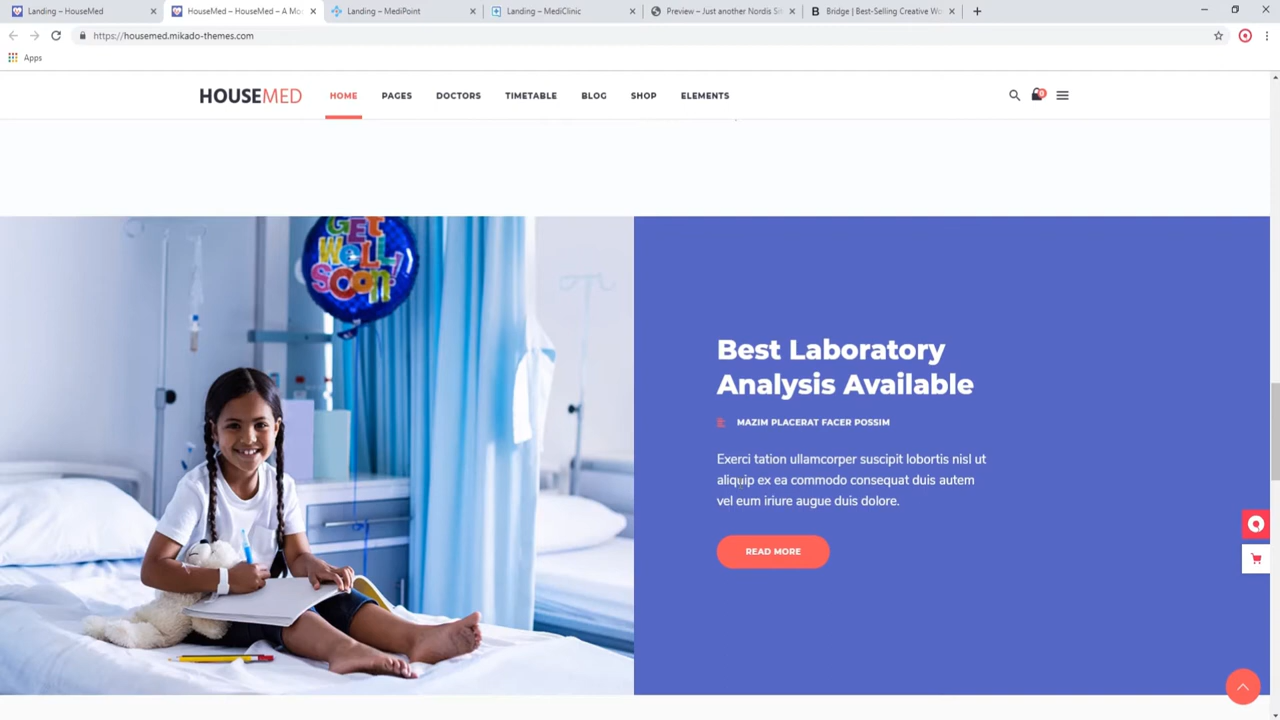 Landing – HouseMed
HouseMed – HouseMed – A Mo
Landing – MediPoint
Landing – MediClinic
Preview – Just another Nordis Sit
Bridge | Best-Selling Creative Wo
https://housemed.mikado-themes.com
Apps
HOUSEMED
HOME
PAGES
DOCTORS
TIMETABLE
BLOG
SHOP
ELEMENTS
0
GET
WELL
SOON!
Best Laboratory
Analysis Available
MAZIM PLACERAT FACER POSSIM
Exerci tation ullamcorper suscipit lobortis nisl ut
aliquip ex ea commodo consequat duis autem
vel eum iriure augue duis dolore.
READ MORE